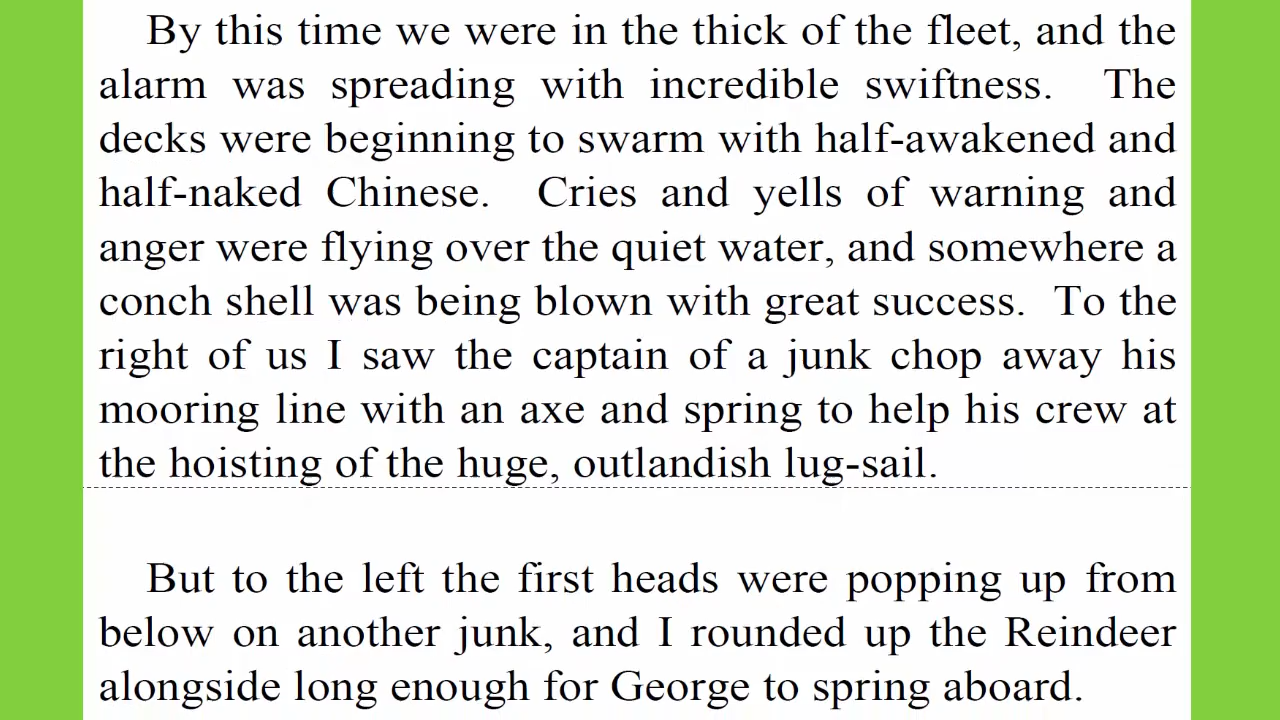 By this time we were in the thick of the fleet, and the
alarm was spreading with incredible swiftness.  The
decks were beginning to swarm with half-awakened and
half-naked Chinese.  Cries and yells of warning and
anger were flying over the quiet water, and somewhere a
conch shell was being blown with great success.  To the
right of us I saw the captain of a junk chop away his
mooring line with an axe and spring to help his crew at
the hoisting of the huge, outlandish lug-sail.
But to the left the first heads were popping up from
below on another junk, and I rounded up the Reindeer
alongside long enough for George to spring aboard.